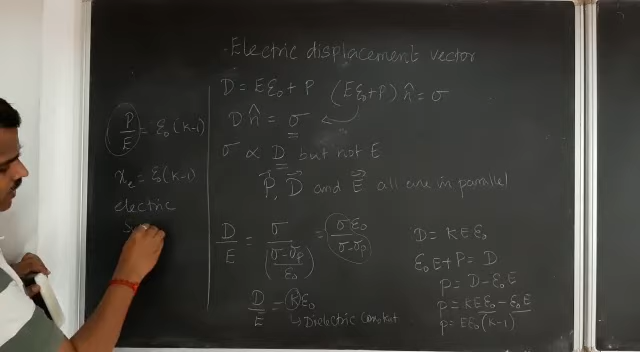 Electric displacement vector
D = Eε₀ + P (Eε₀+P) n̂ = σ
D.n̂ = σ
σ ∝ D but not E
P⃗, D⃗ and E⃗ all are in parallel
D/E = σ/((σ-σp)/ε₀) = σε₀/(σ-σp)
D/E = Kε₀
↳ Dielectric Constant
D = KEε₀
ε₀E + P = D
P = D - ε₀E
P = KEε₀ - ε₀E
P = Eε₀(K-1)
P/E = ε₀(K-1)
χe = ε₀(K-1)
electric